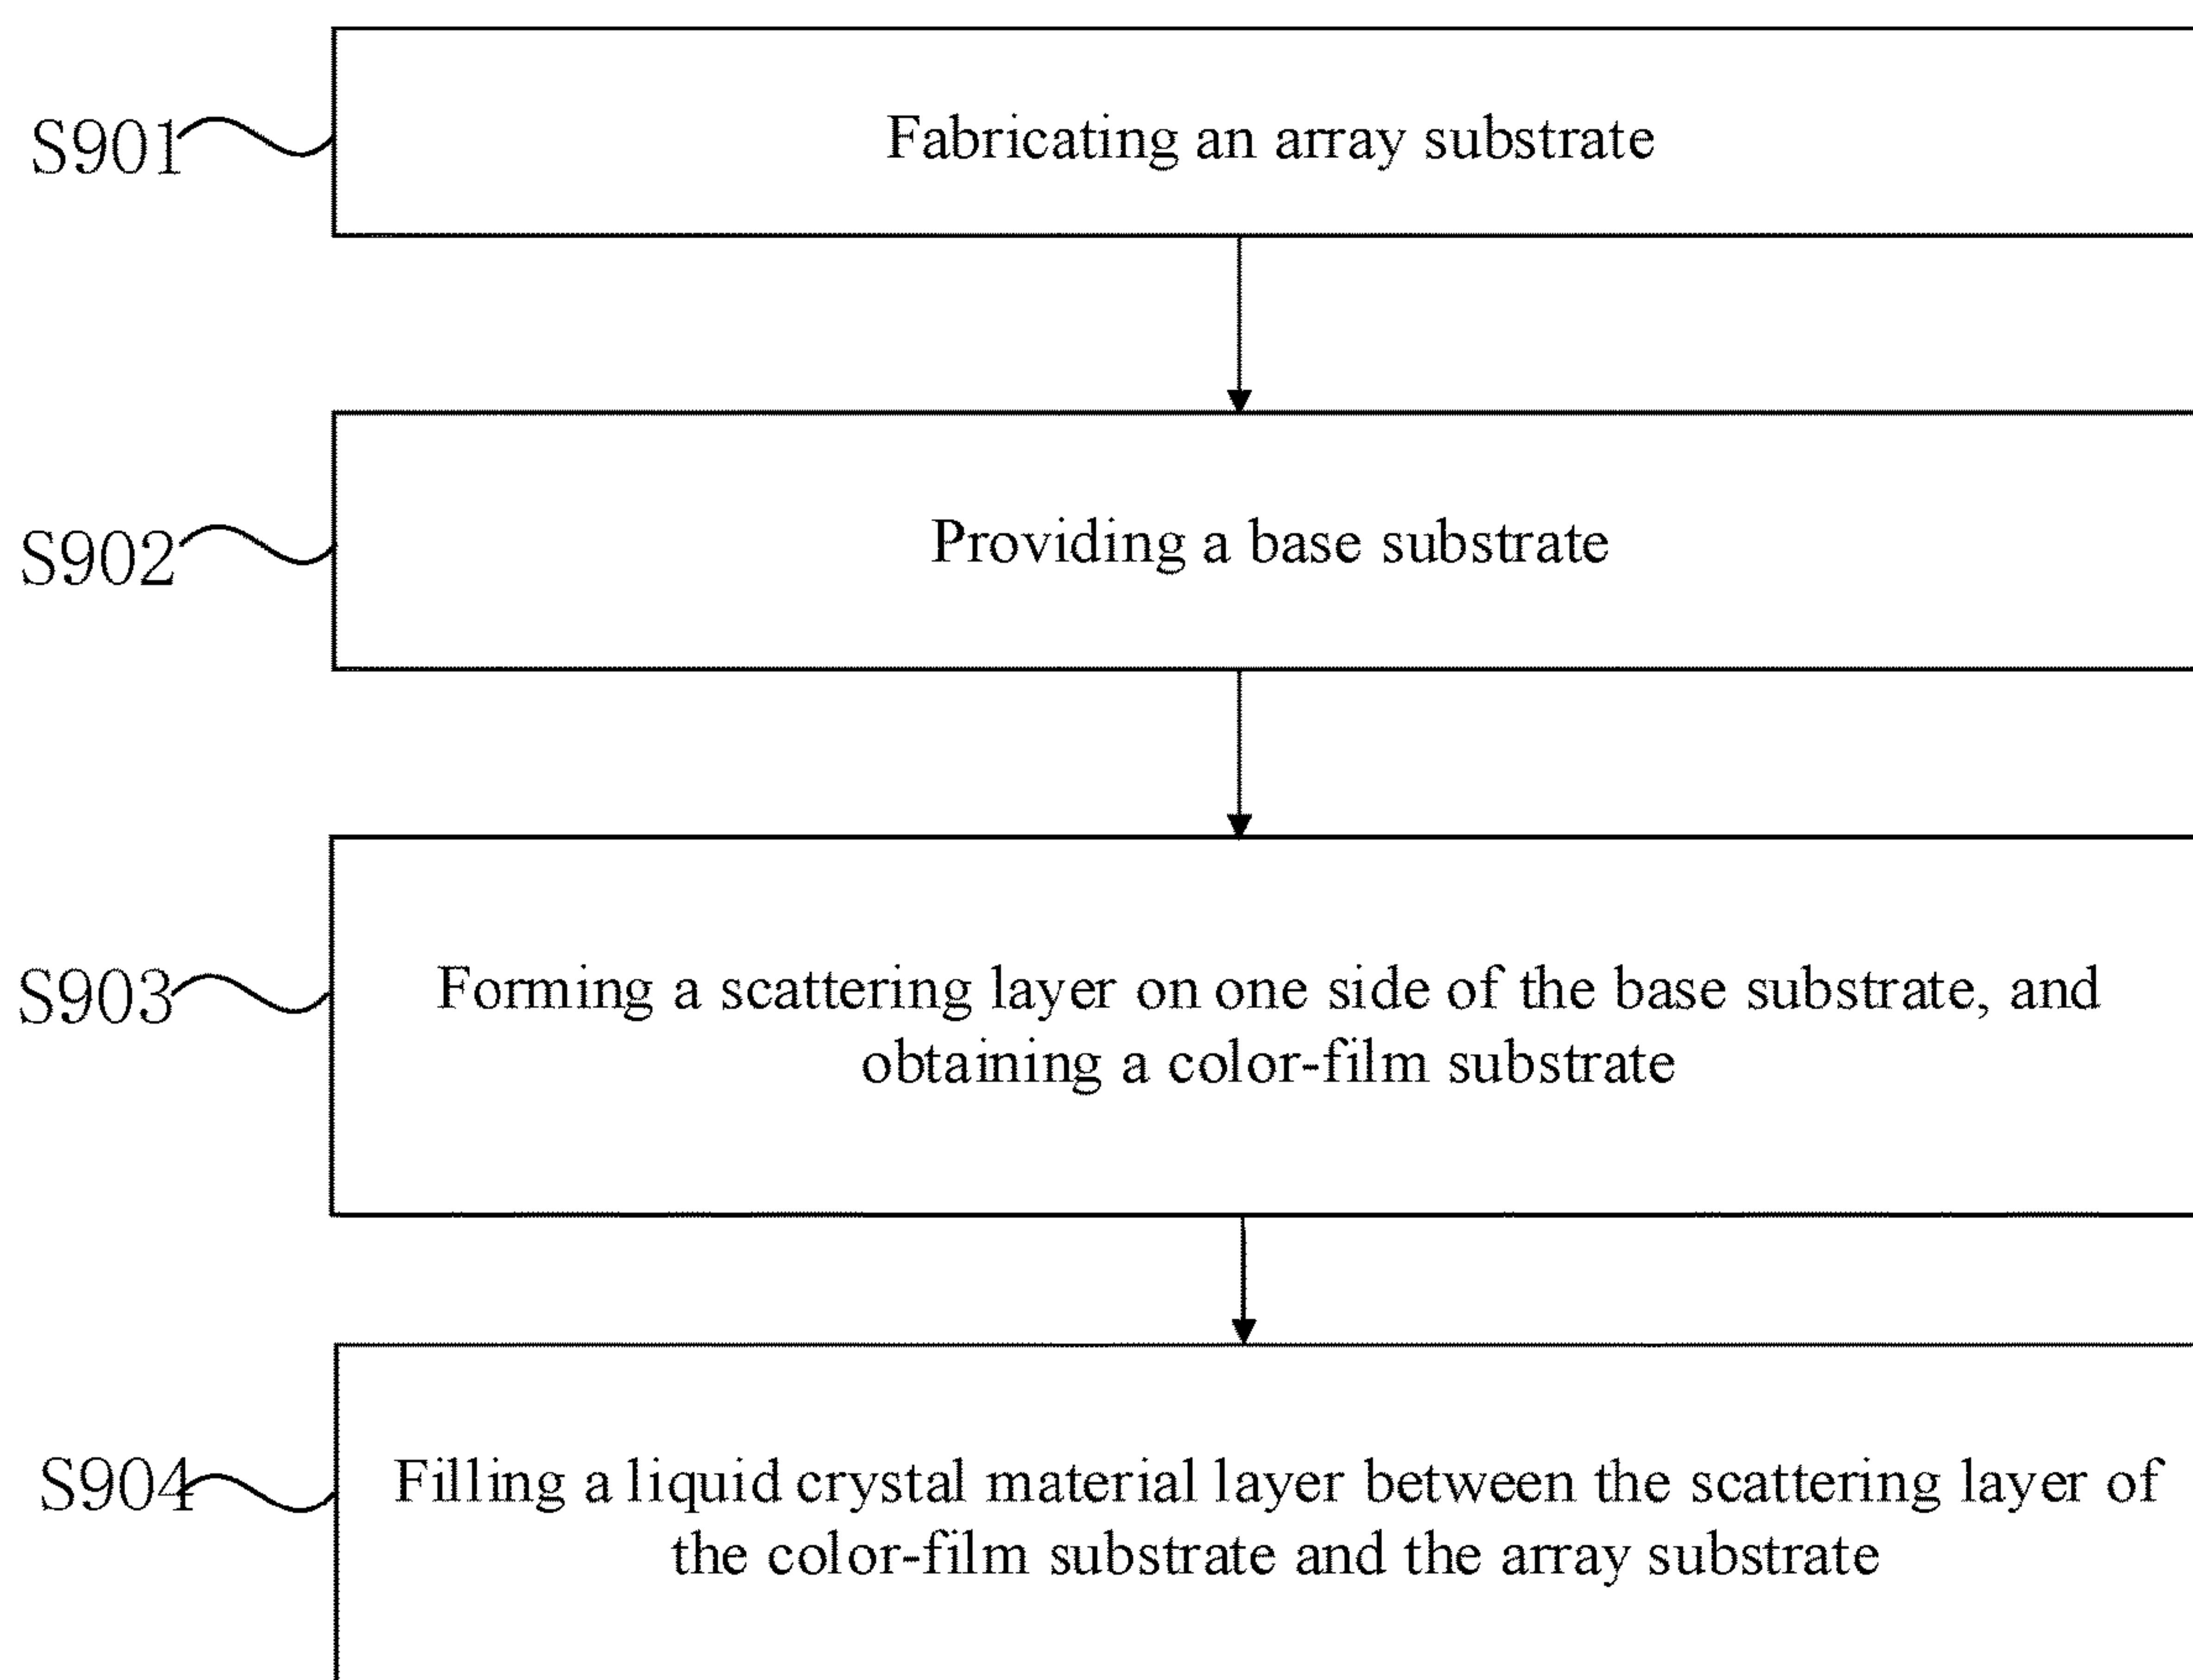 S901
Fabricating an array substrate
S902
Providing a base substrate
S903
Forming a scattering layer on one side of the base substrate, and
obtaining a color-film substrate
S904
Filling a liquid crystal material layer between the scattering layer of
the color-film substrate and the array substrate